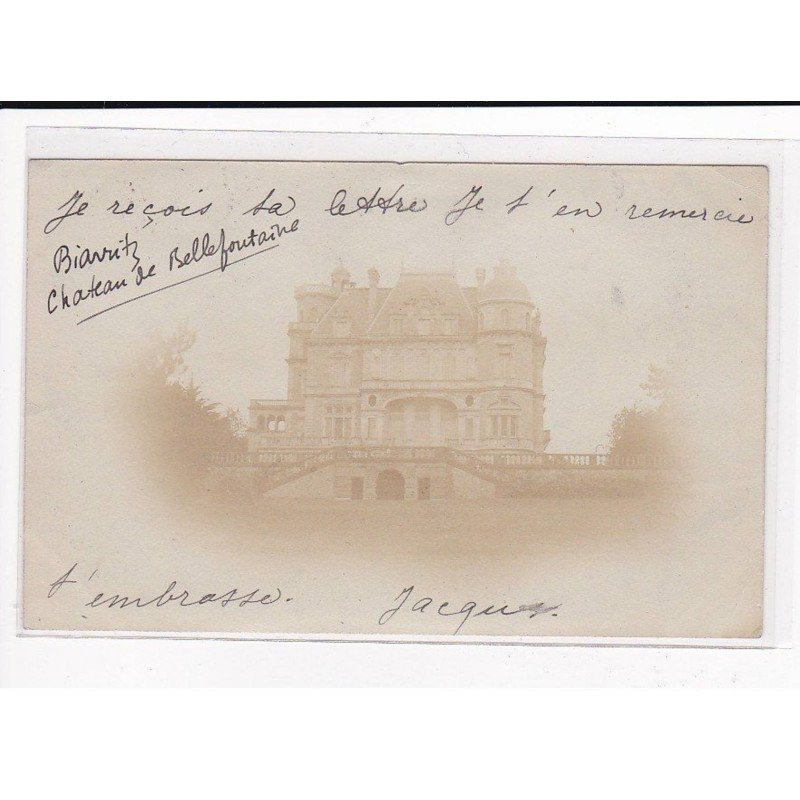 Je reçois ta lettre Je t'en remercie
Biarritz
Chateau de Bellefontaine
t'embrasse. Jacques.